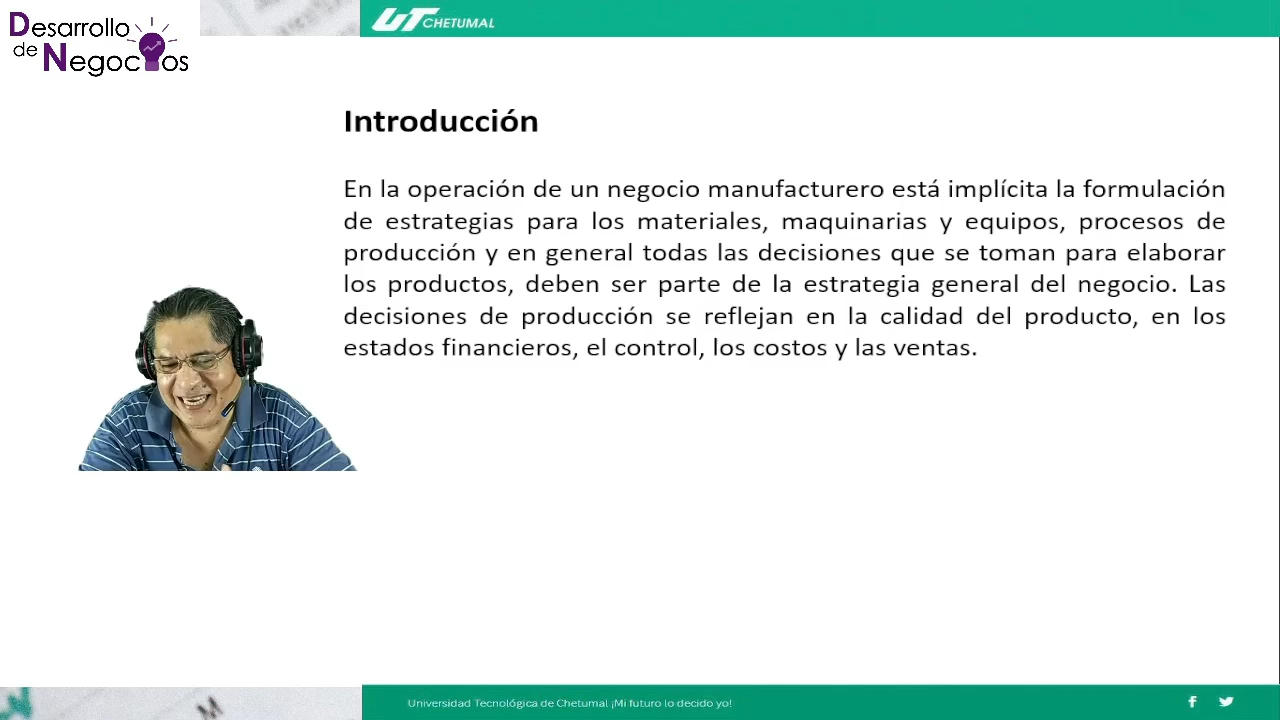 Desarrollo
de Negocios
UT CHETUMAL
Introducción
En la operación de un negocio manufacturero está implícita la formulación
de estrategias para los materiales, maquinarias y equipos, procesos de
producción y en general todas las decisiones que se toman para elaborar
los productos, deben ser parte de la estrategia general del negocio. Las
decisiones de producción se reflejan en la calidad del producto, en los
estados financieros, el control, los costos y las ventas.
Universidad Tecnológica de Chetumal ¡Mi futuro lo decido yo!